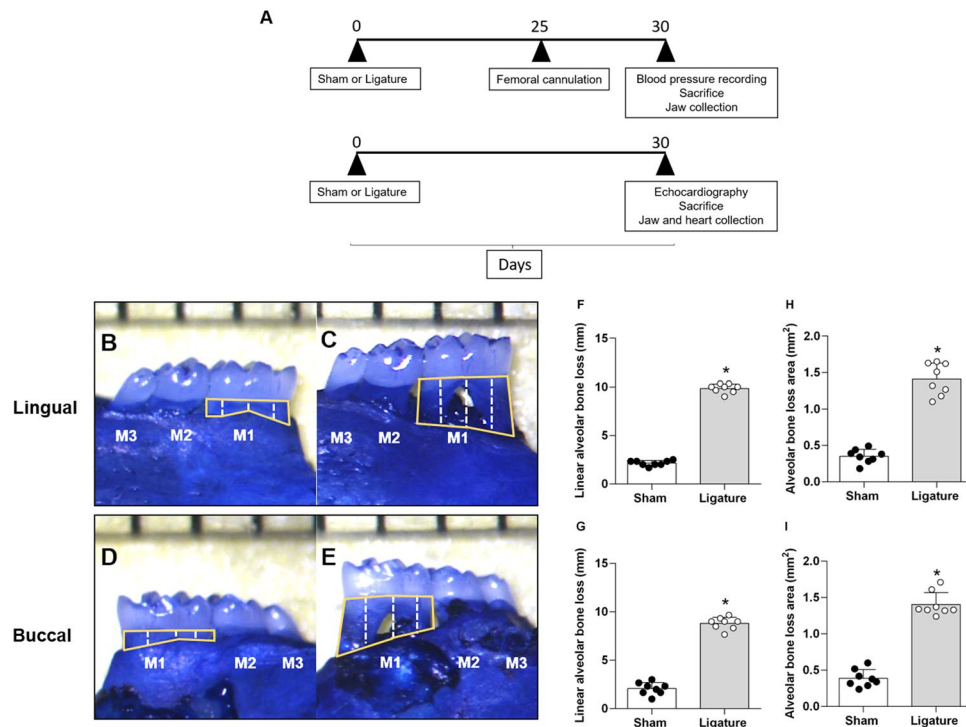 A
0 25 30
Sham or Ligature
Femoral cannulation
Blood pressure recording
Sacrifice
Jaw collection
0 30
Sham or Ligature
Echocardiography
Sacrifice
Jaw and heart collection
Days
Lingual
B
M3 M2 M1
C
M3 M2 M1
Buccal
D
M1 M2 M3
E
M1 M2 M3
F
Linear alveolar bone loss (mm)
15
10
5
0
*
Sham Ligature
H
Alveolar bone loss area (mm²)
2.0
1.5
1.0
0.5
0.0
*
Sham Ligature
G
Linear alveolar bone loss (mm)
15
10
5
0
*
Sham Ligature
I
Alveolar bone loss area (mm²)
2.0
1.5
1.0
0.5
0.0
*
Sham Ligature